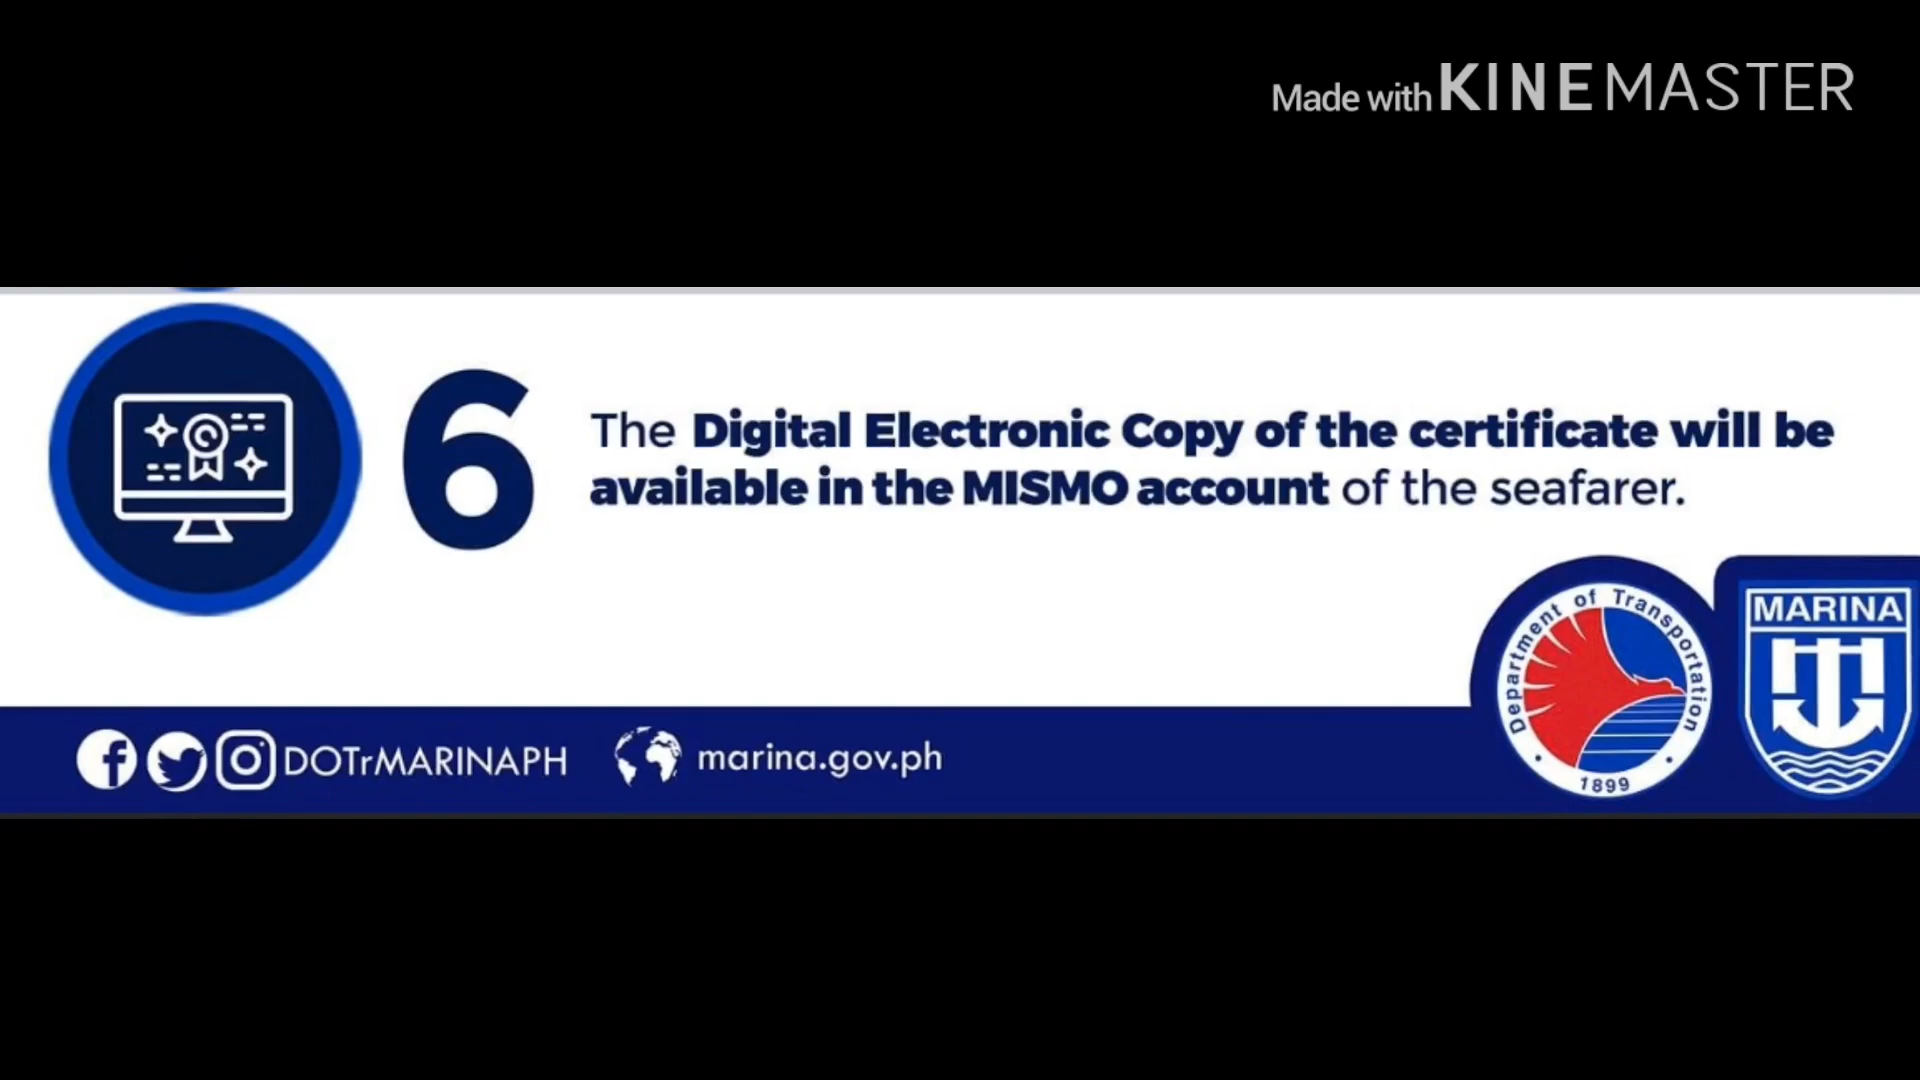 Made with KINEMASTER
6
The Digital Electronic Copy of the certificate will be
available in the MISMO account of the seafarer.
Department of Transportation
1899
MARINA
DOTrMARINAPH
marina.gov.ph